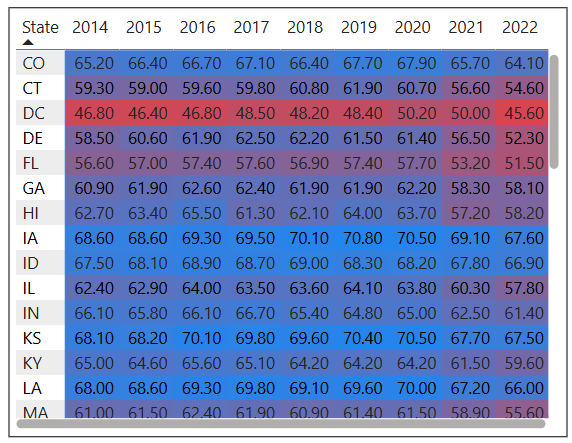 State 2014 2015 2016 2017 2018 2019 2020 2021 2022
CO 65.20 66.40 66.70 67.10 66.40 67.70 67.90 65.70 64.10
CT 59.30 59.00 59.60 59.80 60.80 61.90 60.70 56.60 54.60
DC 46.80 46.40 46.80 48.50 48.20 48.40 50.20 50.00 45.60
DE 58.50 60.60 61.90 62.50 62.20 61.50 61.40 56.50 52.30
FL 56.60 57.00 57.40 57.60 56.90 57.40 57.70 53.20 51.50
GA 60.90 61.90 62.60 62.40 61.90 61.90 62.20 58.30 58.10
HI 62.70 63.40 65.50 61.30 62.10 64.00 63.70 57.20 58.20
IA 68.60 68.60 69.30 69.50 70.10 70.80 70.50 69.10 67.60
ID 67.50 68.10 68.90 68.70 69.00 68.30 68.20 67.80 66.90
IL 62.40 62.90 64.00 63.50 63.60 64.10 63.80 60.30 57.80
IN 66.10 65.80 66.10 66.70 65.40 64.80 65.00 62.50 61.40
KS 68.10 68.20 70.10 69.80 69.60 70.40 70.50 67.70 67.50
KY 65.00 64.60 65.60 65.10 64.20 64.20 64.20 61.50 59.60
LA 68.00 68.60 69.30 69.80 69.10 69.60 70.00 67.20 66.00
MA 61.00 61.50 62.40 61.90 60.90 61.40 61.50 58.90 55.60